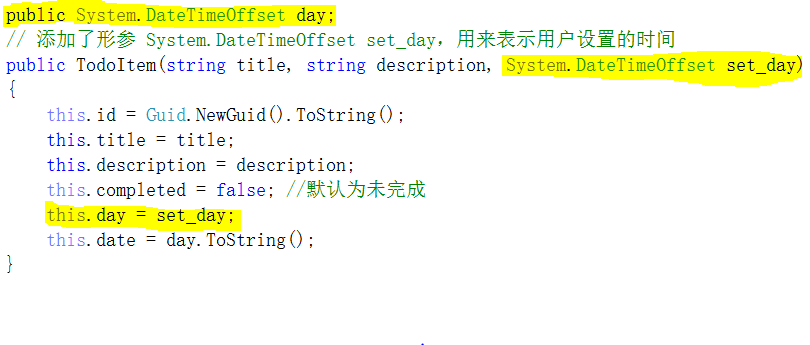 public System.DateTimeOffset day;
// 添加了形参 System.DateTimeOffset set_day，用来表示用户设置的时间
public TodoItem(string title, string description, System.DateTimeOffset set_day)
{
    this.id = Guid.NewGuid().ToString();
    this.title = title;
    this.description = description;
    this.completed = false; //默认为未完成
    this.day = set_day;
    this.date = day.ToString();
}